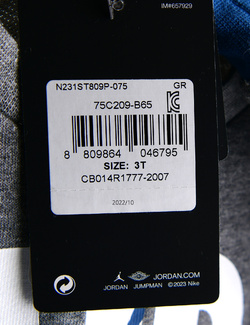 IM#657929
N231ST809P-075 GR
75C209-B65
8 809864 046795
SIZE: 3T
CB014R1777-2007
2022/10
JORDAN.COM
JORDAN JUMPMAN ©2023 Nike